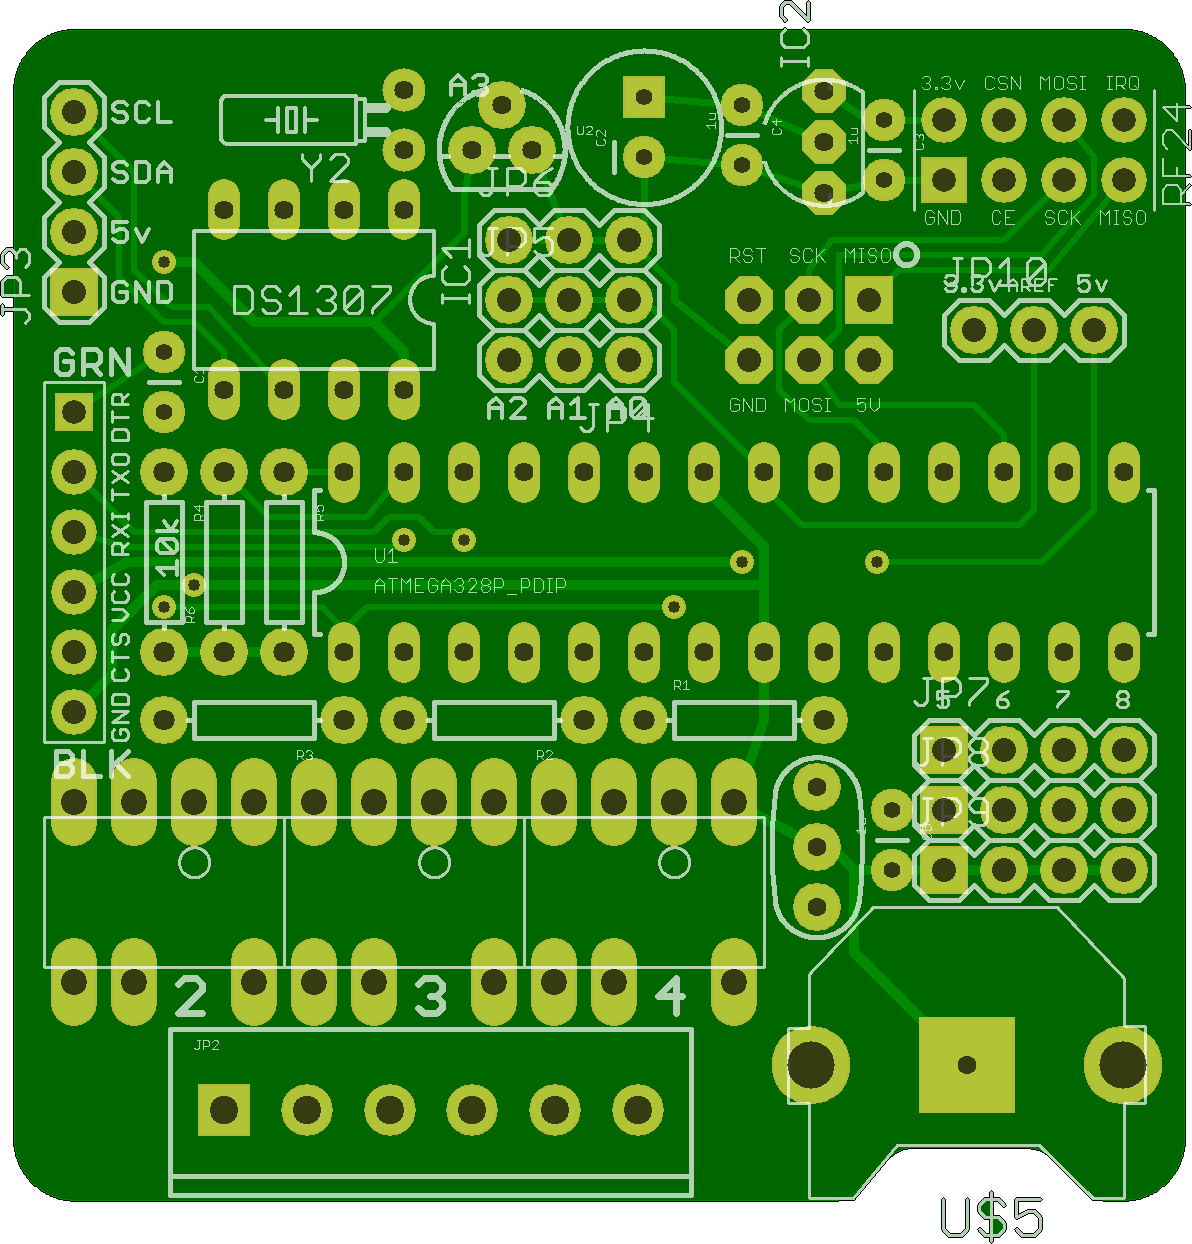 IC2
A3
3.3v CSN MOSI IRQ
SCL
1u
C4
U2
C2
1u
C3
RF24
Y2
SDA
JP6
GND CE SCK MISO
5v
JP5
IC1
JP3
RST SCK MISO
JP10
GND
DS1307
3.3v AREF 5v
GRN
A2 A1 A0
JP4
GND MOSI 5V
DTR
TXO
RXI
VCC
CTS
GND
10k
R4
R5
R6
U1
ATMEGA328P_PDIP
R1
JP7
5 6 7 8
R3
R2
BLK
JP8
JP9
2 3 4
JP2
U$5